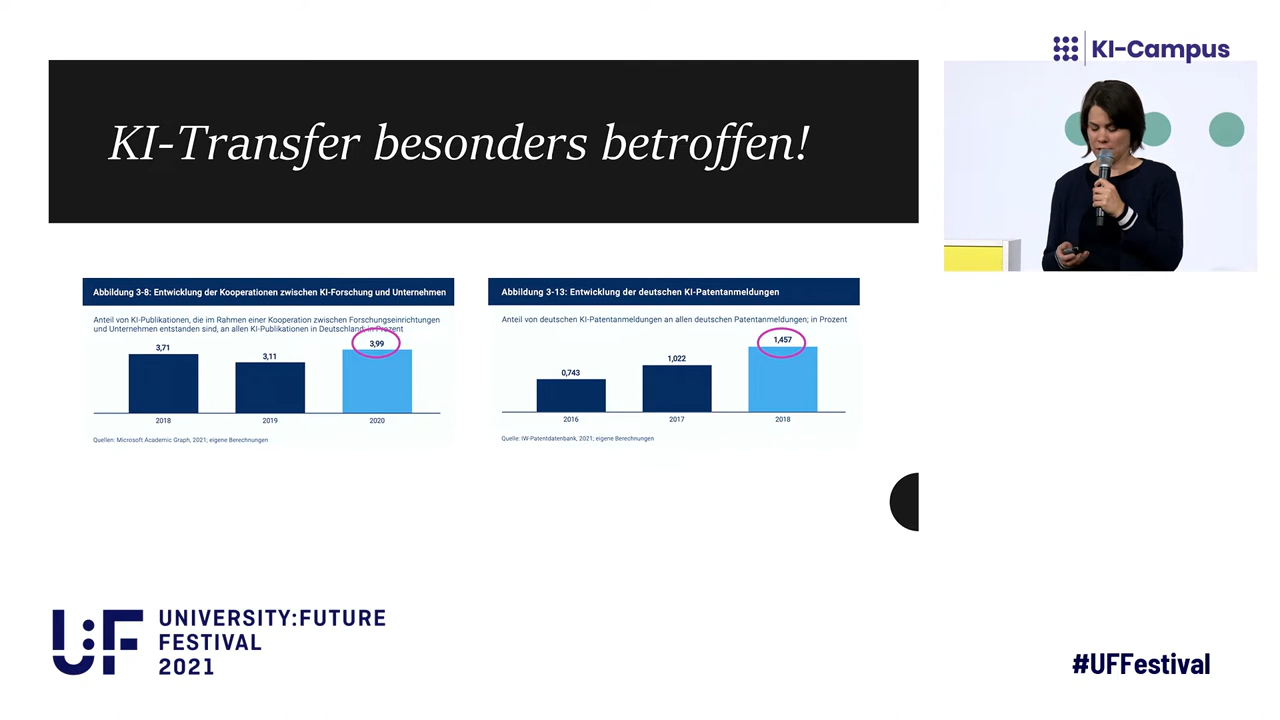 KI-Campus
KI-Transfer besonders betroffen!
Abbildung 3-8: Entwicklung der Kooperationen zwischen KI-Forschung und Unternehmen
Anteil von KI-Publikationen, die im Rahmen einer Kooperation zwischen Forschungseinrichtungen
und Unternehmen entstanden sind, an allen KI-Publikationen in Deutschland; in Prozent
3,71
3,11
3,99
2018
2019
2020
Quellen: Microsoft Academic Graph, 2021; eigene Berechnungen
Abbildung 3-13: Entwicklung der deutschen KI-Patentanmeldungen
Anteil von deutschen KI-Patentanmeldungen an allen deutschen Patentanmeldungen; in Prozent
0,743
1,022
1,457
2016
2017
2018
Quelle: IW-Patentdatenbank, 2021; eigene Berechnungen
U:F
UNIVERSITY:FUTURE
FESTIVAL
2021
#UFFestival